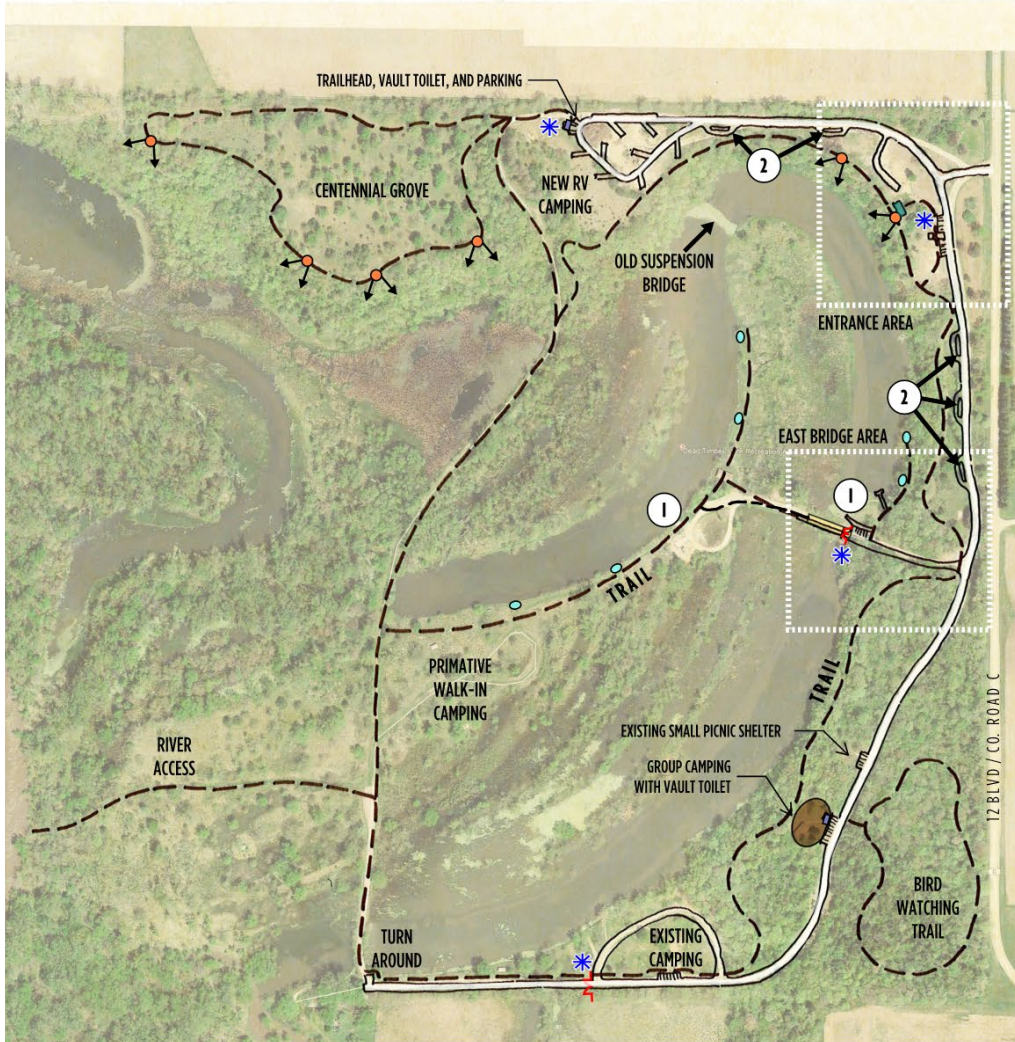 TRAILHEAD, VAULT TOILET, AND PARKING
2
CENTENNIAL GROVE
NEW RV
CAMPING
OLD SUSPENSION
BRIDGE
ENTRANCE AREA
2
EAST BRIDGE AREA
1
1
TRAIL
PRIMATIVE
WALK-IN
CAMPING
TRAIL
12 BLVD / CO. ROAD C
EXISTING SMALL PICNIC SHELTER
RIVER
ACCESS
GROUP CAMPING
WITH VAULT TOILET
BIRD
WATCHING
TRAIL
TURN
AROUND
EXISTING
CAMPING